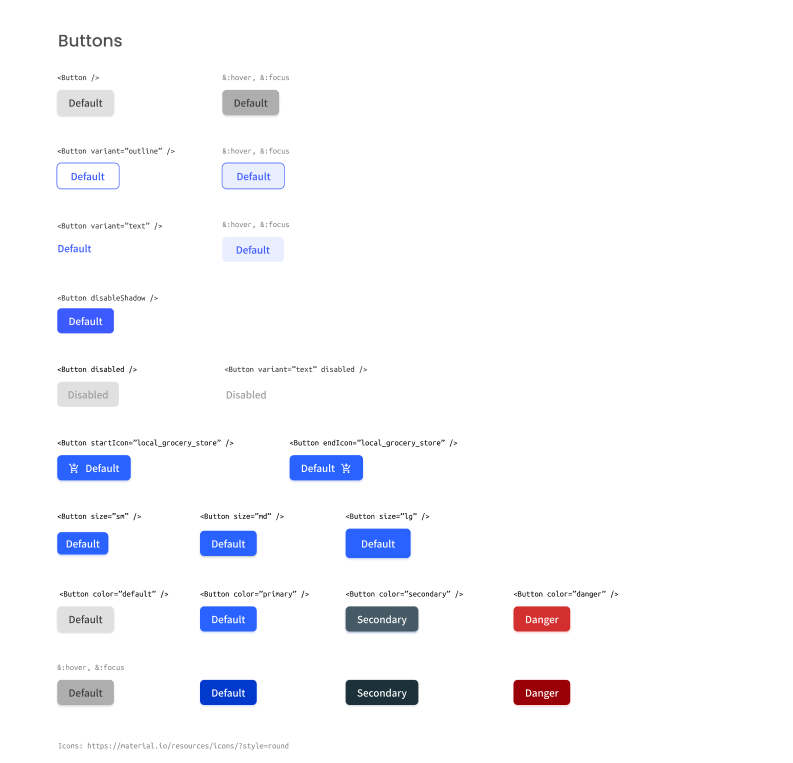 Buttons
<Button />
&:hover, &:focus
Default
Default
<Button variant=”outline” />
&:hover, &:focus
Default
Default
<Button variant=”text” />
&:hover, &:focus
Default
Default
<Button disableShadow />
Default
<Button disabled />
<Button variant=”text” disabled />
Disabled
Disabled
<Button startIcon=”local_grocery_store” />
<Button endIcon=”local_grocery_store” />
Default
Default
<Button size=”sm” />
<Button size=”md” />
<Button size=”lg” />
Default
Default
Default
<Button color=”default” />
<Button color=”primary” />
<Button color=”secondary” />
<Button color=”danger” />
Default
Default
Secondary
Danger
&:hover, &:focus
Default
Default
Secondary
Danger
Icons: https://material.io/resources/icons/?style=round